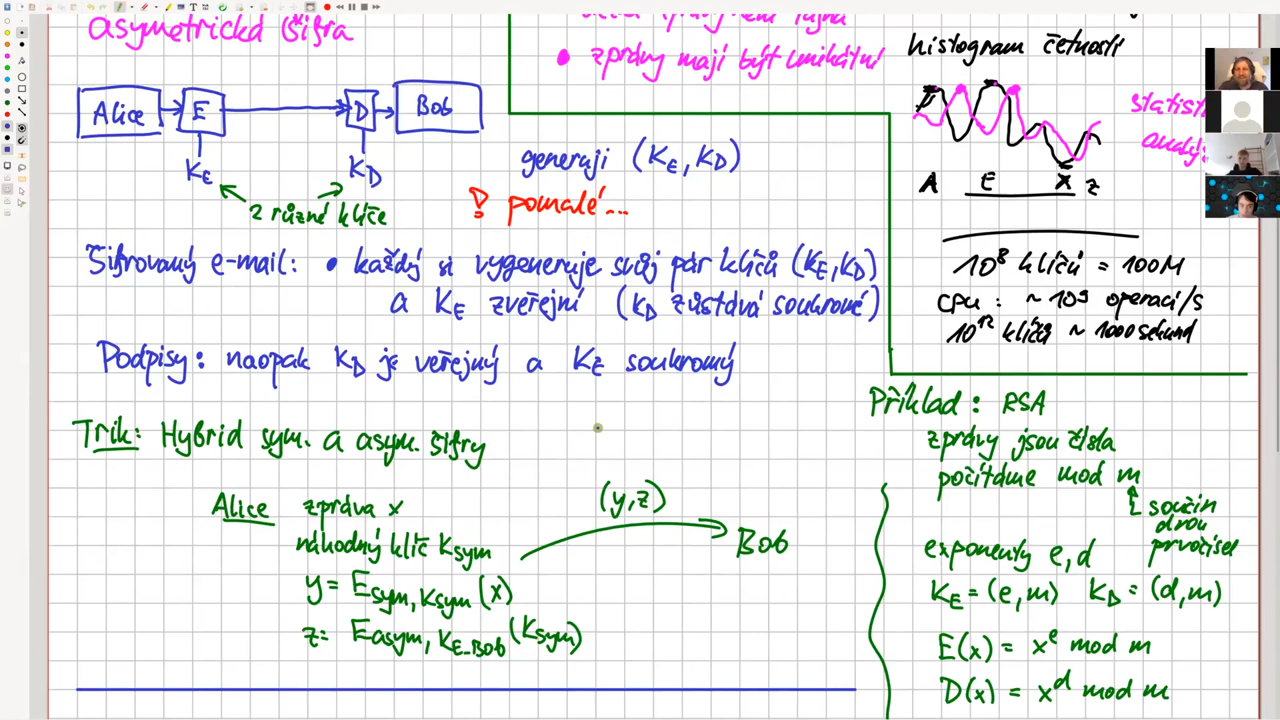 asymetrická šifra
• zprávy mají být unikátní
histogram četností
Alice
E
D
Bob
K_E
K_D
2 různé klíče
generuji (K_E, K_D)
! pomalé...
A E X Z
10^8 klíčů = 100M
CPU: ~ 10^9 operací/s
10^12 klíčů ~ 1000 sekund
Šifrovaný e-mail: • každý si vygeneruje svůj pár klíčů (K_E, K_D)
a K_E zveřejní (K_D zůstává soukromé)
Podpisy: naopak K_D je veřejný a K_E soukromý
Trik: Hybrid sym. a asym. šifry
Alice zpráva x
náhodný klíč K_sym
y = E_sym,K_sym (x)
z = E_asym,K_E_Bob (K_sym)
(y,z)
Bob
Příklad: RSA
zprávy jsou čísla
počítáme mod m
součin
dvou
prvočísel
exponenty e,d
K_E = (e,m) K_D = (d,m)
E(x) = x^e mod m
D(x) = x^d mod m